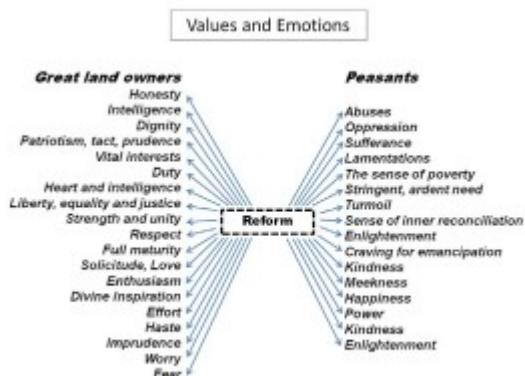 Values and Emotions
Great land owners
Honesty
Intelligence
Dignity
Patriotism, tact, prudence
Vital interests
Duty
Heart and intelligence
Liberty, equality and justice
Strength and unity
Respect
Full maturity
Solicitude, Love
Enthusiasm
Divine Inspiration
Effort
Haste
Imprudence
Worry
Fear
Reform
Peasants
Abuses
Oppression
Sufferance
Lamentations
The sense of poverty
Stringent, ardent need
Turmoil
Sense of inner reconciliation
Enlightenment
Craving for emancipation
Kindness
Meekness
Happiness
Power
Kindness
Enlightenment